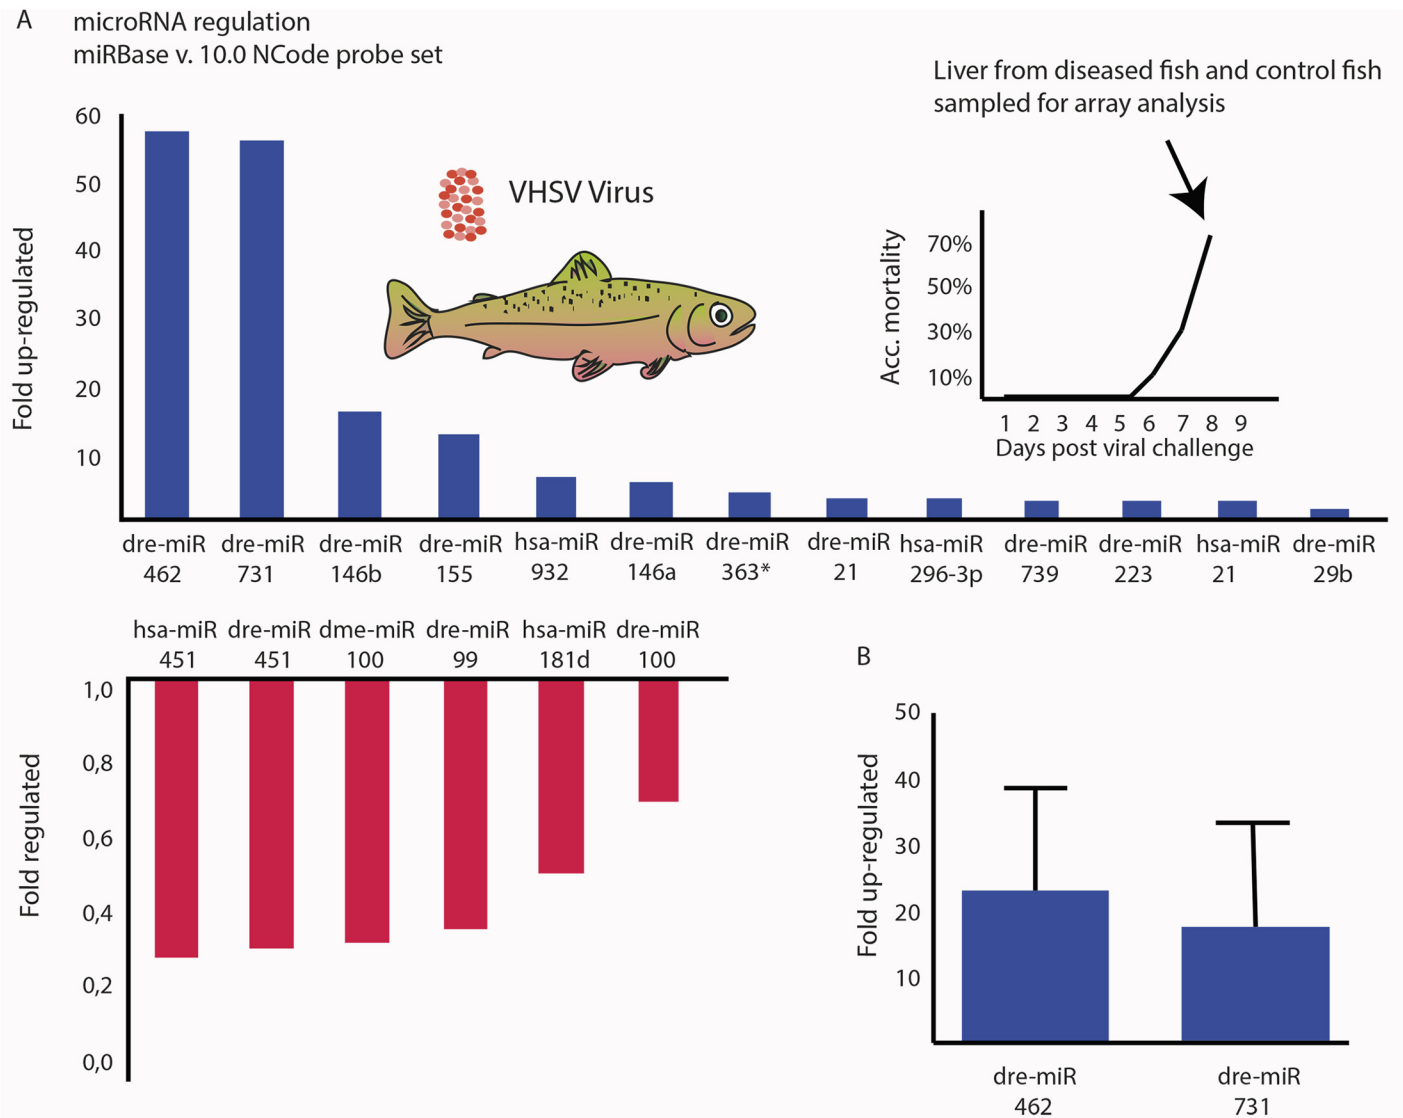 A
microRNA regulation
miRBase v. 10.0 NCode probe set
Liver from diseased fish and control fish
sampled for array analysis
VHSV Virus
Fold up-regulated
60
50
40
30
20
10
dre-miR dre-miR dre-miR dre-miR hsa-miR dre-miR dre-miR dre-miR hsa-miR dre-miR dre-miR hsa-miR dre-miR
462 731 146b 155 932 146a 363* 21 296-3p 739 223 21 29b
Acc. mortality
70%
50%
30%
10%
1 2 3 4 5 6 7 8 9
Days post viral challenge
hsa-miR dre-miR dme-miR dre-miR hsa-miR dre-miR
451 451 100 99 181d 100
Fold regulated
1,0
0,8
0,6
0,4
0,2
0,0
B
Fold up-regulated
50
40
30
20
10
dre-miR dre-miR
462 731